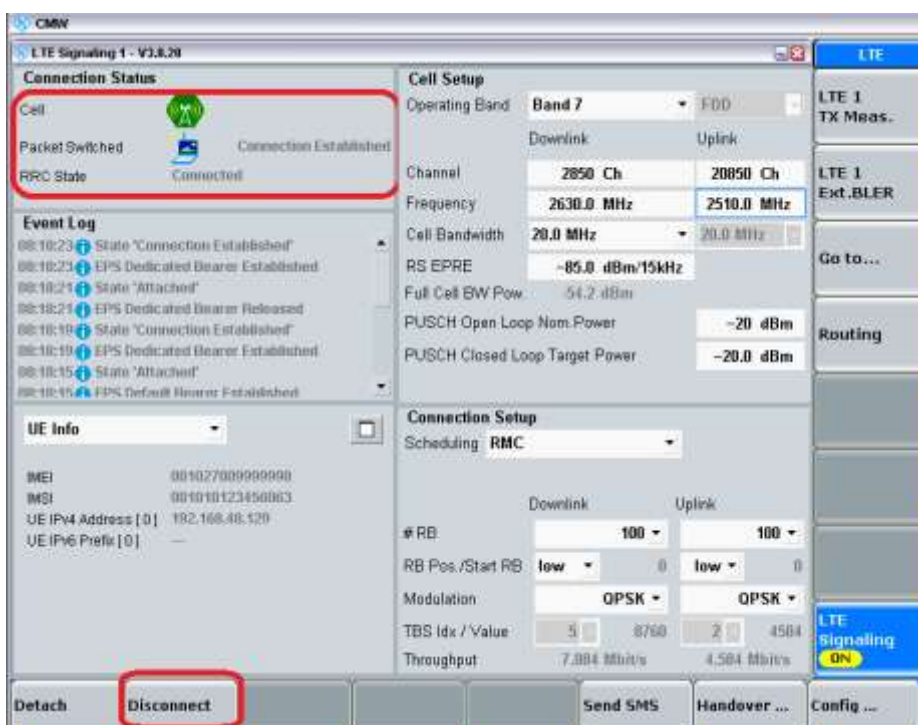 CMW
LTE Signaling 1 - V3.0.20
LTE
Connection Status
Cell
Packet Switched Connection Established
RRC State Connected
Event Log
08:10:23 State "Connection Established"
08:10:23 EPS Dedicated Bearer Established
08:10:21 State "Attached"
08:10:21 EPS Dedicated Bearer Released
08:10:19 State "Connection Established"
08:10:19 EPS Dedicated Bearer Established
08:10:15 State "Attached"
08:10:15 EPS Default Bearer Established
UE Info
IMEI
IMSI
UE IPv4 Address [0] 192.168.48.129
UE IPv6 Prefix [0] ---
Cell Setup
Operating Band Band 7 FDD
Downlink Uplink
Channel 2850 Ch 20850 Ch
Frequency 2630.0 MHz 2510.0 MHz
Cell Bandwidth 20.0 MHz 20.0 MHz
RS EPRE -85.0 dBm/15kHz
Full Cell BW Pow. -54.2 dBm
PUSCH Open Loop Nom.Power -20 dBm
PUSCH Closed Loop Target Power -20.0 dBm
Connection Setup
Scheduling RMC
Downlink Uplink
# RB 100 100
RB Pos./Start RB low 0 low 0
Modulation QPSK QPSK
TBS Idx / Value 5 8760 2 4584
Throughput 7.884 Mbit/s 4.584 Mbit/s
LTE 1
TX Meas.
LTE 1
Ext.BLER
Go to...
Routing
LTE
Signaling
ON
Detach
Disconnect
Send SMS
Handover ...
Config ...